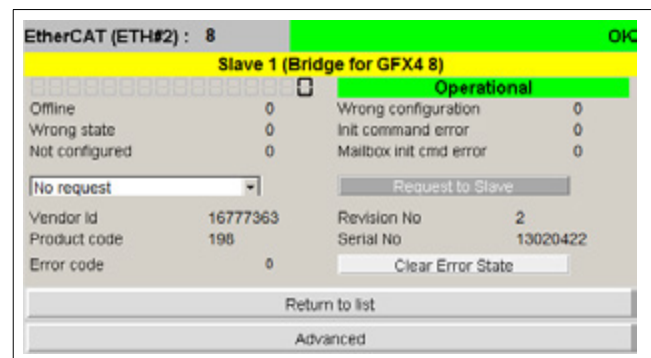 EtherCAT (ETH#2) : 8 OK
Slave 1 (Bridge for GFX4 8)
0 Operational
Offline 0 Wrong configuration 0
Wrong state 0 Init command error 0
Not configured 0 Mailbox init cmd error 0
No request Request to Slave
Vendor Id 16777363 Revision No 2
Product code 198 Serial No 13020422
Error code 0 Clear Error State
Return to list
Advanced